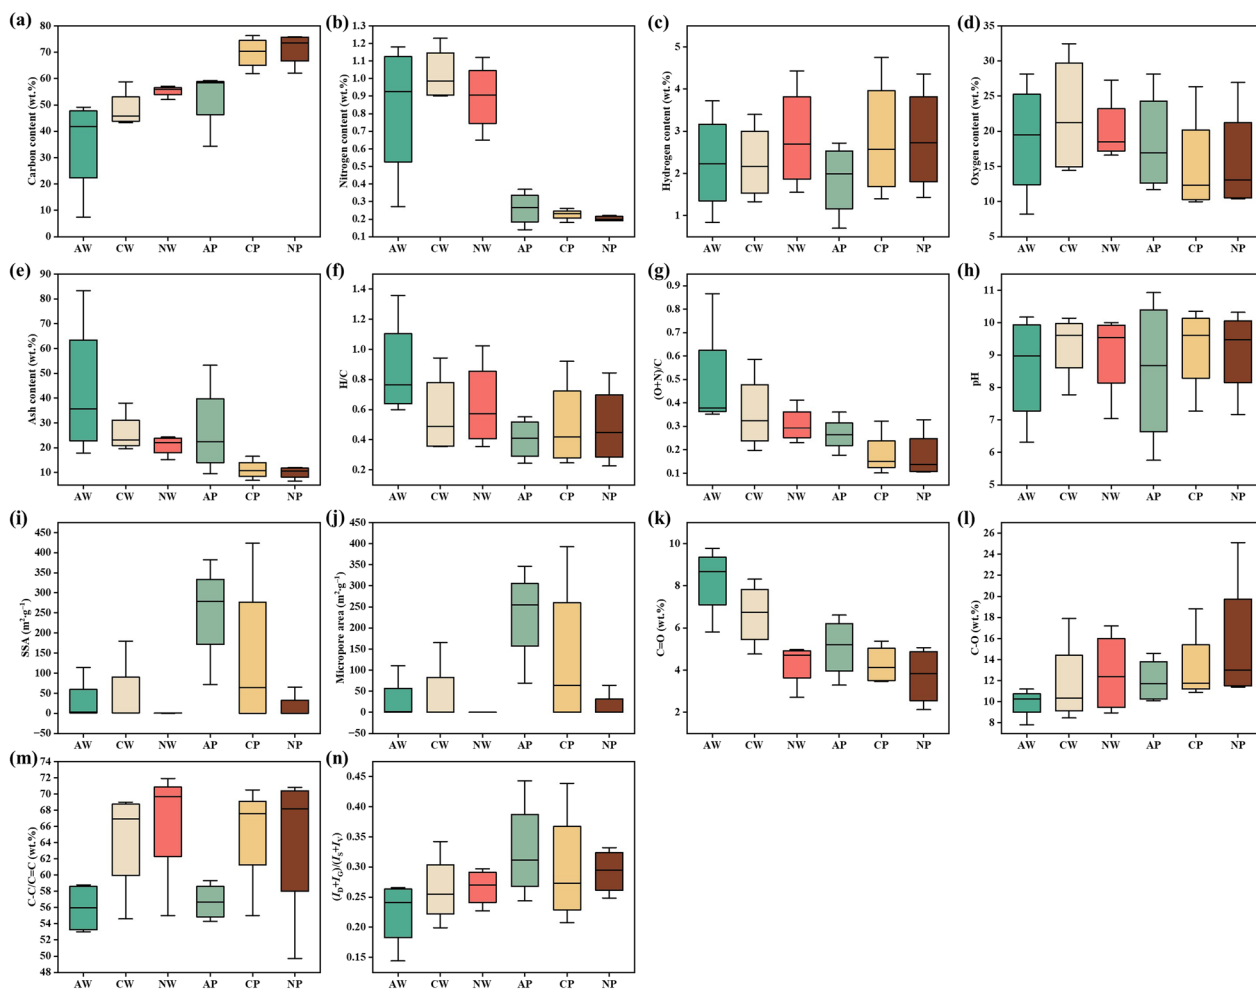 (a)
Carbon content (wt.%)
80
70
60
50
40
30
20
10
0
AW CW NW AP CP NP
(b)
Nitrogen content (wt.%)
1.3
1.2
1.1
1.0
0.9
0.8
0.7
0.6
0.5
0.4
0.3
0.2
0.1
AW CW NW AP CP NP
(c)
Hydrogen content (wt.%)
5
4
3
2
1
AW CW NW AP CP NP
(d)
Oxygen content (wt.%)
35
30
25
20
15
10
5
AW CW NW AP CP NP
(e)
Ash content (wt.%)
90
80
70
60
50
40
30
20
10
AW CW NW AP CP NP
(f)
H/C
1.4
1.2
1.0
0.8
0.6
0.4
0.2
AW CW NW AP CP NP
(g)
(O+N)/C
0.9
0.8
0.7
0.6
0.5
0.4
0.3
0.2
0.1
AW CW NW AP CP NP
(h)
pH
11
10
9
8
7
6
5
AW CW NW AP CP NP
(i)
SSA (m²·g⁻¹)
450
400
350
300
250
200
150
100
50
0
−50
AW CW NW AP CP NP
(j)
Micropore area (m²·g⁻¹)
450
400
350
300
250
200
150
100
50
0
−50
AW CW NW AP CP NP
(k)
C=O (wt.%)
10
8
6
4
2
AW CW NW AP CP NP
(l)
C-O (wt.%)
26
24
22
20
18
16
14
12
10
8
AW CW NW AP CP NP
(m)
C-C/C=C (wt.%)
74
72
70
68
66
64
62
60
58
56
54
52
50
48
AW CW NW AP CP NP
(n)
(I_D+I_G)/(I_S+I_V)
0.45
0.40
0.35
0.30
0.25
0.20
0.15
AW CW NW AP CP NP